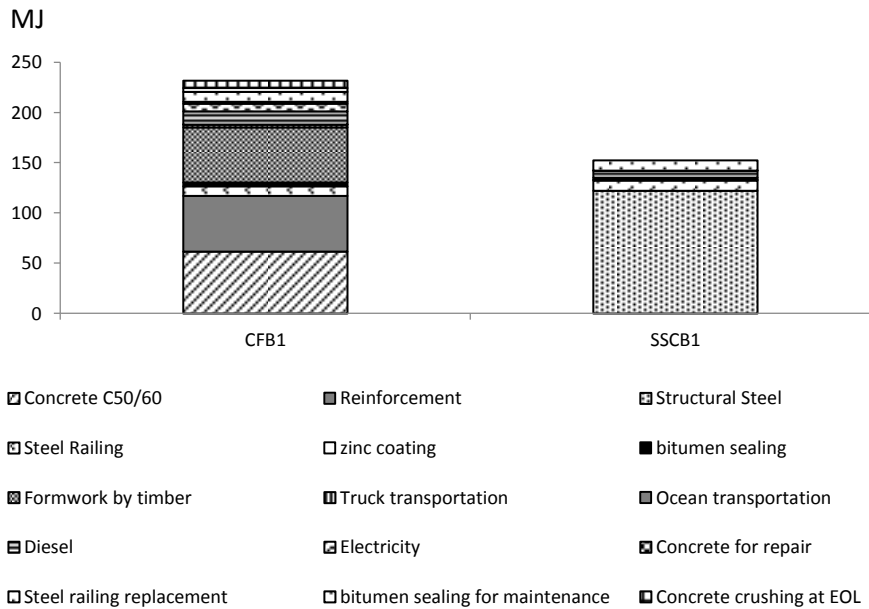 MJ
250
200
150
100
50
0
CFB1 SSCB1
Concrete C50/60 Reinforcement Structural Steel
Steel Railing zinc coating bitumen sealing
Formwork by timber Truck transportation Ocean transportation
Diesel Electricity Concrete for repair
Steel railing replacement bitumen sealing for maintenance Concrete crushing at EOL